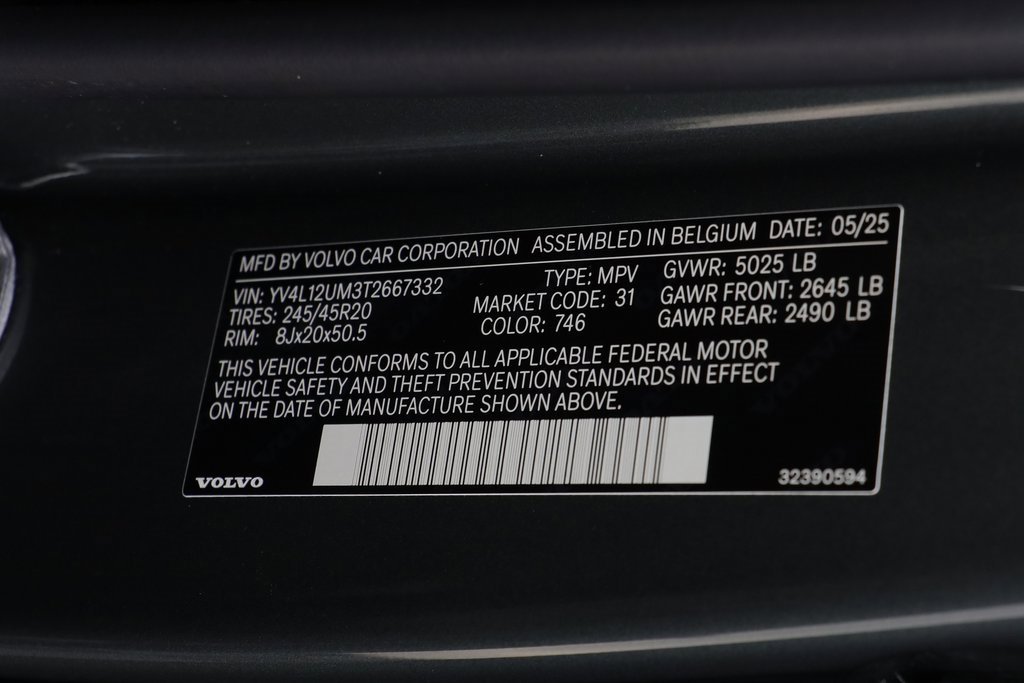 MFD BY VOLVO CAR CORPORATION ASSEMBLED IN BELGIUM DATE: 05/25
VIN: YV4L12UM3T2667332 TYPE: MPV GVWR: 5025 LB
TIRES: 245/45R20 MARKET CODE: 31 GAWR FRONT: 2645 LB
RIM: 8Jx20x50.5 COLOR: 746 GAWR REAR: 2490 LB
THIS VEHICLE CONFORMS TO ALL APPLICABLE FEDERAL MOTOR
VEHICLE SAFETY AND THEFT PREVENTION STANDARDS IN EFFECT
ON THE DATE OF MANUFACTURE SHOWN ABOVE.
VOLVO 32390594